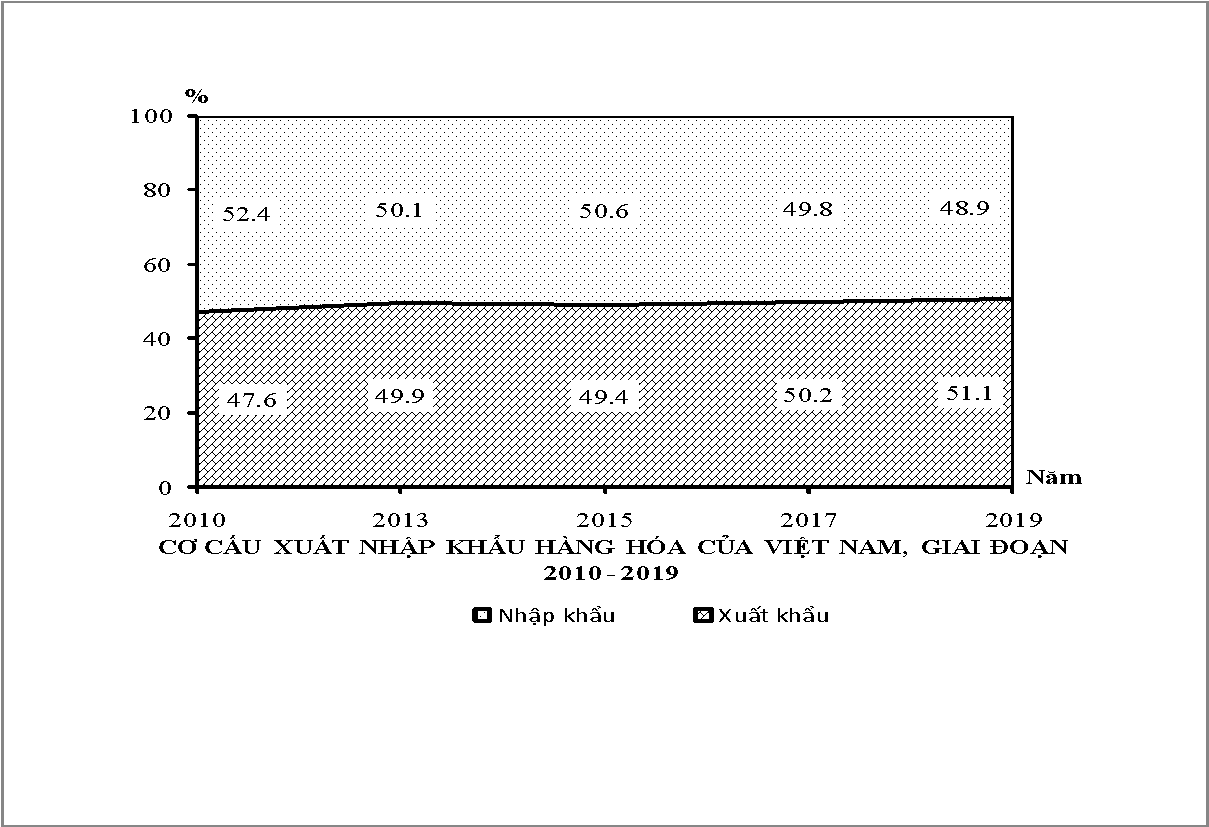 %
100
80
60
40
20
0
52.4 50.1 50.6 49.8 48.9
47.6 49.9 49.4 50.2 51.1
Năm
2010 2013 2015 2017 2019
CƠ CẤU XUẤT NHẬP KHẨU HÀNG HÓA CỦA VIỆT NAM, GIAI ĐOẠN
2010 - 2019
Nhập khẩu Xuất khẩu